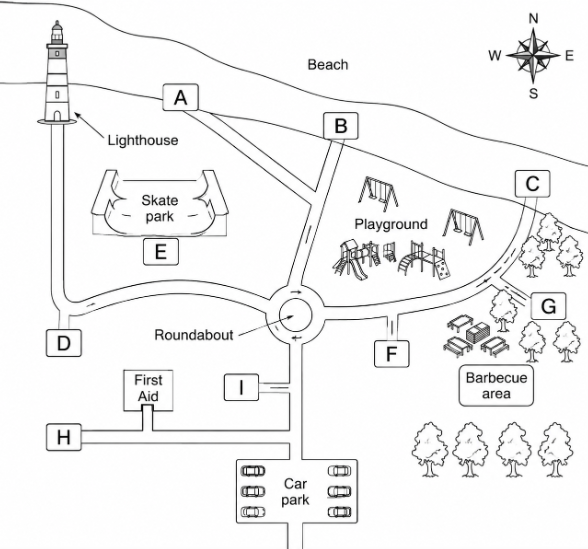 N
W
E
S
Beach
A
B
Lighthouse
C
Skate
park
Playground
E
G
Roundabout
D
F
First
Aid
I
Barbecue
area
H
Car
park